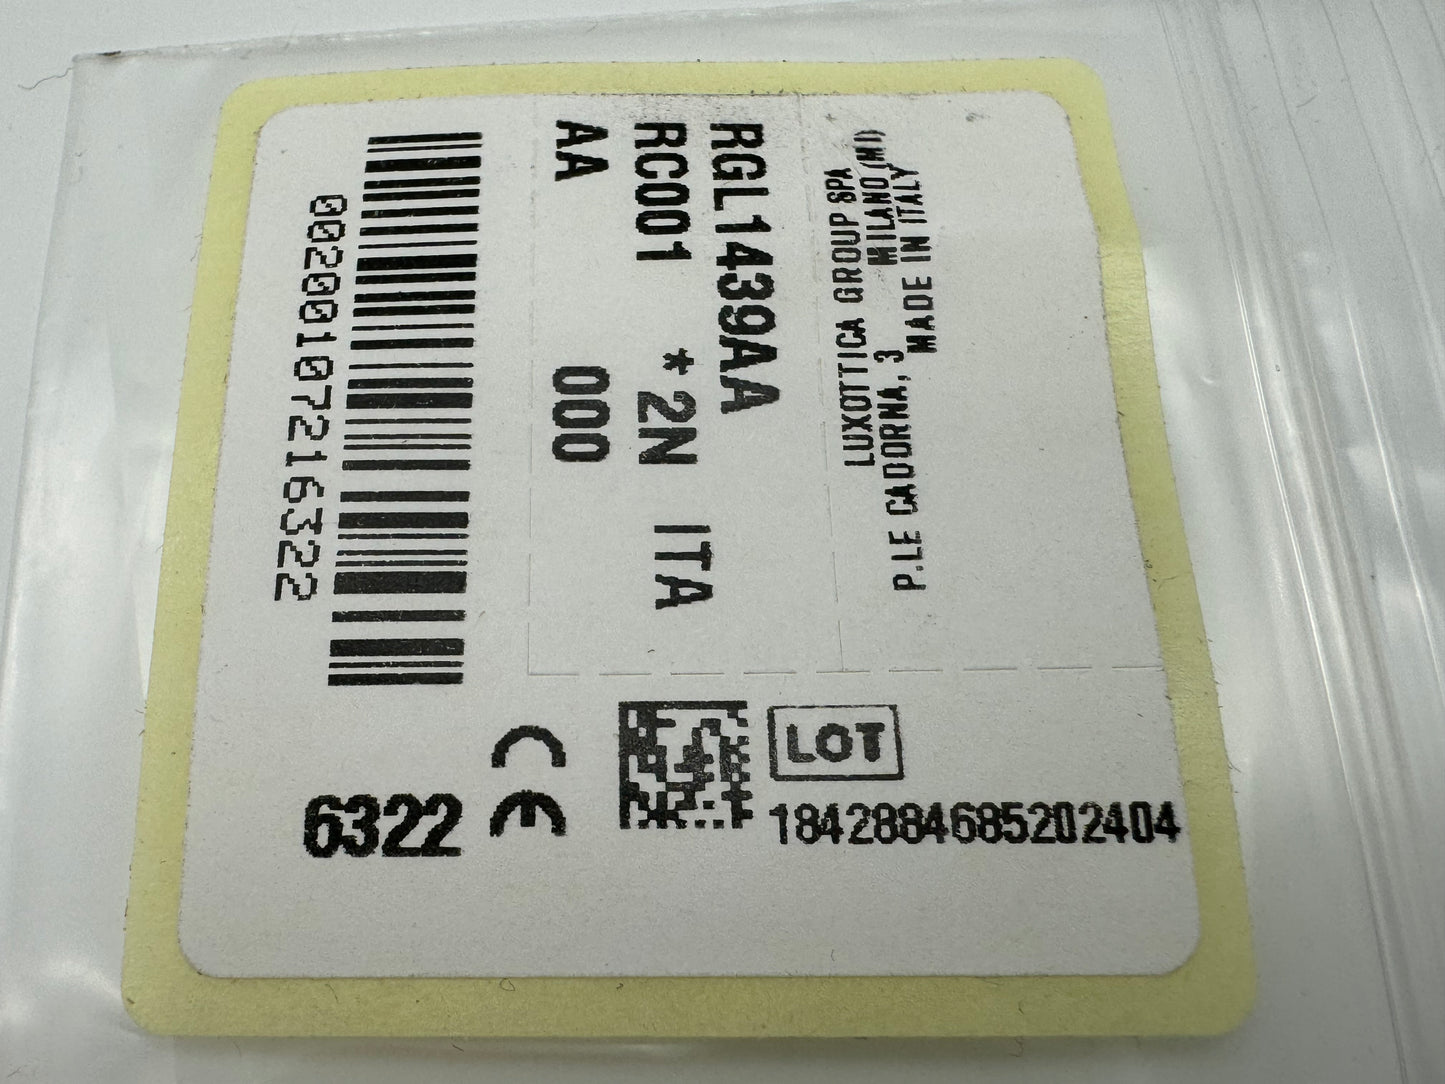 LUXOTTICA GROUP SPA
P.LE CADORNA, 3 MILANO (MI)
MADE IN ITALY
RGL1439AA
RC001 *2N ITA
AA 000
00200107216322
LOT
1842884685202404
CE
6322